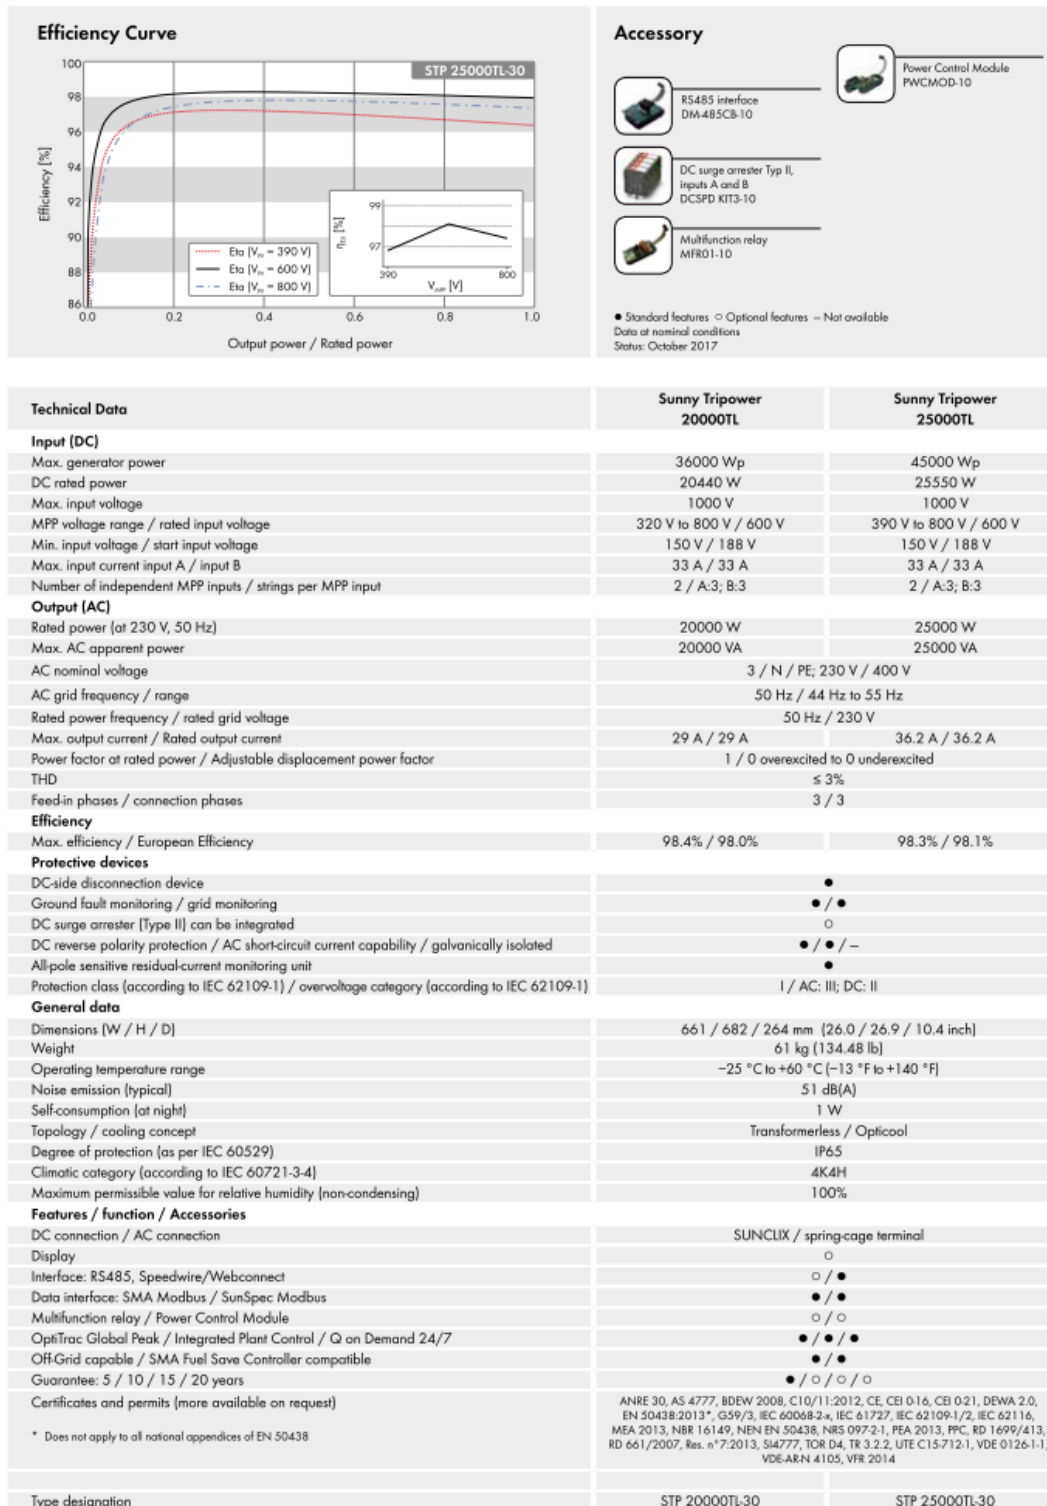 Efficiency Curve
STP 25000TL-30
100
98
96
94
92
90
88
86
Efficiency [%]
0.0 0.2 0.4 0.6 0.8 1.0
Output power / Rated power
Eta (V = 390 V)
Eta (V = 600 V)
Eta (V = 800 V)
99
97
[%]
390 800
V [V]
Accessory
Power Control Module
PWCMOD-10
RS485 interface
DM-485CB-10
DC surge arrester Typ II,
inputs A and B
DCSPD KIT3-10
Multifunction relay
MFR01-10
● Standard features ○ Optional features – Not available
Data at nominal conditions
Status: October 2017
Technical Data Sunny Tripower 20000TL Sunny Tripower 25000TL
Input (DC)
Max. generator power 36000 Wp 45000 Wp
DC rated power 20440 W 25550 W
Max. input voltage 1000 V 1000 V
MPP voltage range / rated input voltage 320 V to 800 V / 600 V 390 V to 800 V / 600 V
Min. input voltage / start input voltage 150 V / 188 V 150 V / 188 V
Max. input current input A / input B 33 A / 33 A 33 A / 33 A
Number of independent MPP inputs / strings per MPP input 2 / A:3; B:3 2 / A:3; B:3
Output (AC)
Rated power (at 230 V, 50 Hz) 20000 W 25000 W
Max. AC apparent power 20000 VA 25000 VA
AC nominal voltage 3 / N / PE; 230 V / 400 V
AC grid frequency / range 50 Hz / 44 Hz to 55 Hz
Rated power frequency / rated grid voltage 50 Hz / 230 V
Max. output current / Rated output current 29 A / 29 A 36.2 A / 36.2 A
Power factor at rated power / Adjustable displacement power factor 1 / 0 overexcited to 0 underexcited
THD ≤ 3%
Feed-in phases / connection phases 3 / 3
Efficiency
Max. efficiency / European Efficiency 98.4% / 98.0% 98.3% / 98.1%
Protective devices
DC-side disconnection device ●
Ground fault monitoring / grid monitoring ● / ●
DC surge arrester (Type II) can be integrated ○
DC reverse polarity protection / AC short-circuit current capability / galvanically isolated ● / ● / –
All-pole sensitive residual-current monitoring unit ●
Protection class (according to IEC 62109-1) / overvoltage category (according to IEC 62109-1) I / AC: III; DC: II
General data
Dimensions (W / H / D) 661 / 682 / 264 mm (26.0 / 26.9 / 10.4 inch)
Weight 61 kg (134.48 lb)
Operating temperature range −25 °C to +60 °C (−13 °F to +140 °F)
Noise emission (typical) 51 dB(A)
Self-consumption (at night) 1 W
Topology / cooling concept Transformerless / Opticool
Degree of protection (as per IEC 60529) IP65
Climatic category (according to IEC 60721-3-4) 4K4H
Maximum permissible value for relative humidity (non-condensing) 100%
Features / function / Accessories
DC connection / AC connection SUNCLIX / spring-cage terminal
Display ○
Interface: RS485, Speedwire/Webconnect ○ / ●
Data interface: SMA Modbus / SunSpec Modbus ● / ●
Multifunction relay / Power Control Module ○ / ○
OptiTrac Global Peak / Integrated Plant Control / Q on Demand 24/7 ● / ● / ●
Off-Grid capable / SMA Fuel Save Controller compatible ● / ●
Guarantee: 5 / 10 / 15 / 20 years ● / ○ / ○ / ○
Certificates and permits (more available on request) ANRE 30, AS 4777, BDEW 2008, C10/11:2012, CE, CEI 0-16, CEI 0-21, DEWA 2.0,
EN 50438:2013*, G59/3, IEC 60068-2-x, IEC 61727, IEC 62109-1/2, IEC 62116,
MEA 2013, NBR 16149, NEN EN 50438, NRS 097-2-1, PEA 2013, PPC, RD 1699/413,
RD 661/2007, Res. n°7:2013, SI4777, TOR D4, TR 3.2.2, UTE C15-712-1, VDE 0126-1-1,
VDE-AR-N 4105, VFR 2014
* Does not apply to all national appendices of EN 50438
Type designation STP 20000TL-30 STP 25000TL-30